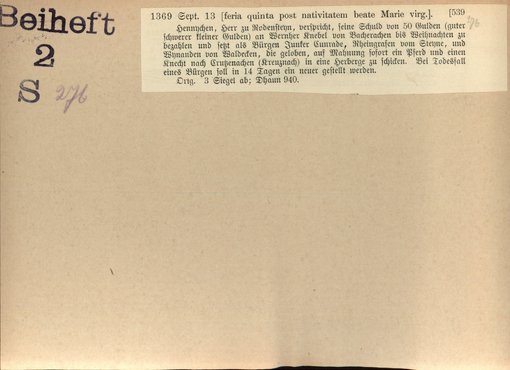 Beiheft
2
S 276
1369 Sept. 13 [feria quinta post nativitatem beate Marie virg.]. [539
276
Hennychen, Herr zu Rodensteyn, verspricht, seine Schuld von 50 Gulden (guter
schwerer kleiner Gulden) an Wernher Knebel von Bacherachen bis Weihnachten zu
bezahlen und setzt als Bürgen Junker Cunrade, Rheingrafen vom Steyne, und
Wynanden von Waldecken, die geloben, auf Mahnung sofort ein Pferd und einen
Knecht nach Crutzenachen (Kreuznach) in eine Herberge zu schicken. Bei Todesfall
eines Bürgen soll in 14 Tagen ein neuer gestellt werden.
Orig. 3 Siegel ab; Dhaun 940.